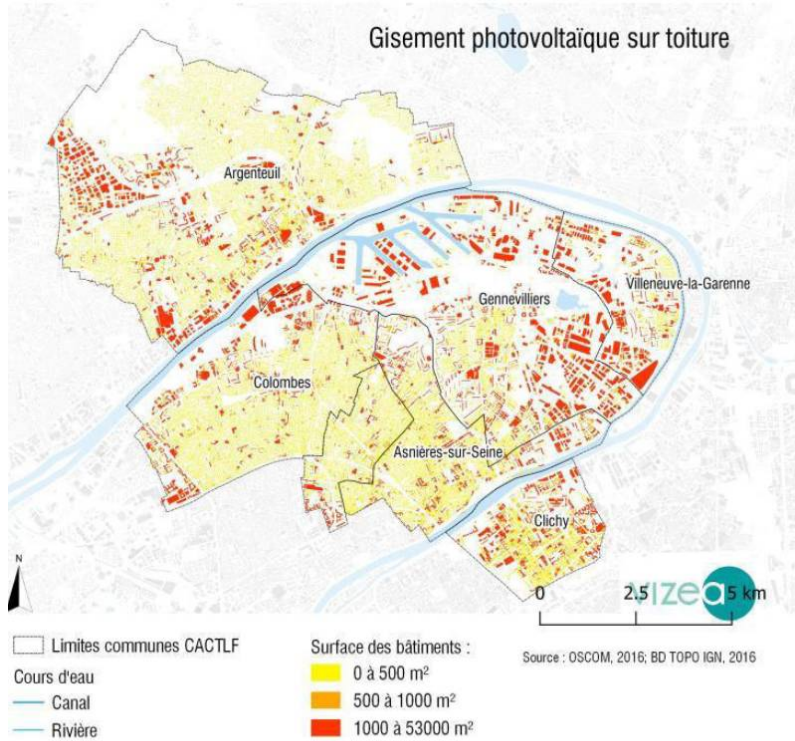 Gisement photovoltaïque sur toiture
Argenteuil
Villeneuve-la-Garenne
Gennevilliers
Colombes
Asnières-sur-Seine
Clichy
N
vizea
0 2.5 5 km
Limites communes CACTLF
Cours d'eau
Canal
Rivière
Surface des bâtiments :
0 à 500 m²
500 à 1000 m²
1000 à 53000 m²
Source : OSCOM, 2016; BD TOPO IGN, 2016